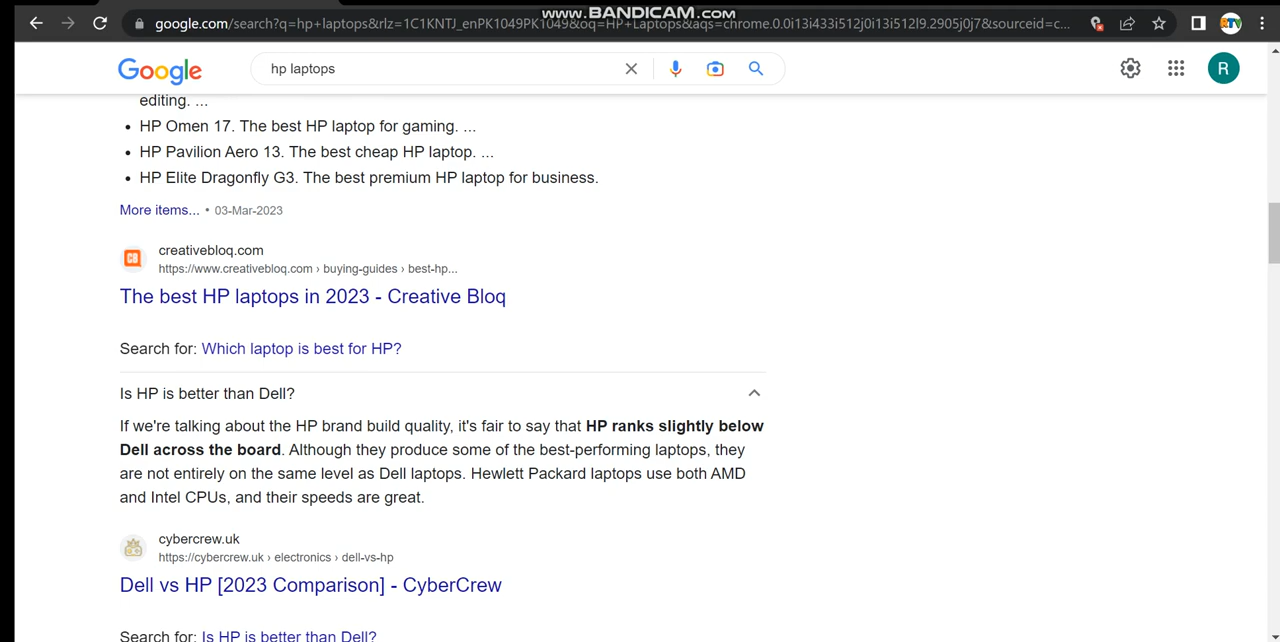 www.BANDICAM.com
google.com/search?q=hp+laptops&rlz=1C1KNTJ_enPK1049PK1049&oq=HP+Laptops&aqs=chrome.0.0i13i433i512j0i13i512l9.2905j0j7&sourceid=c...
Google
hp laptops
R
editing. ...
• HP Omen 17. The best HP laptop for gaming. ...
• HP Pavilion Aero 13. The best cheap HP laptop. ...
• HP Elite Dragonfly G3. The best premium HP laptop for business.
More items... • 03-Mar-2023
CB
creativebloq.com
https://www.creativebloq.com › buying-guides › best-hp...
The best HP laptops in 2023 - Creative Bloq
Search for: Which laptop is best for HP?
Is HP is better than Dell?
If we're talking about the HP brand build quality, it's fair to say that HP ranks slightly below
Dell across the board. Although they produce some of the best-performing laptops, they
are not entirely on the same level as Dell laptops. Hewlett Packard laptops use both AMD
and Intel CPUs, and their speeds are great.
cybercrew.uk
https://cybercrew.uk › electronics › dell-vs-hp
Dell vs HP [2023 Comparison] - CyberCrew
Search for: Is HP is better than Dell?